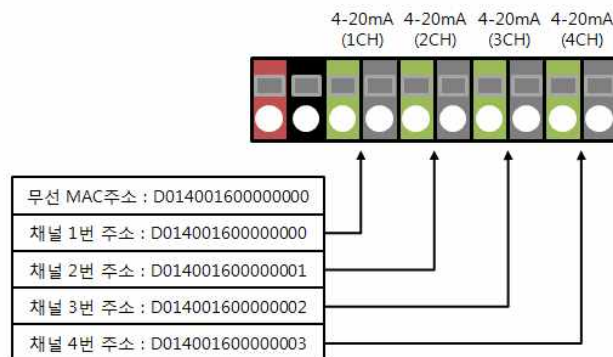 4-20mA 4-20mA 4-20mA 4-20mA
(1CH) (2CH) (3CH) (4CH)
무선 MAC주소 : D014001600000000
채널 1번 주소 : D014001600000000
채널 2번 주소 : D014001600000001
채널 3번 주소 : D014001600000002
채널 4번 주소 : D014001600000003